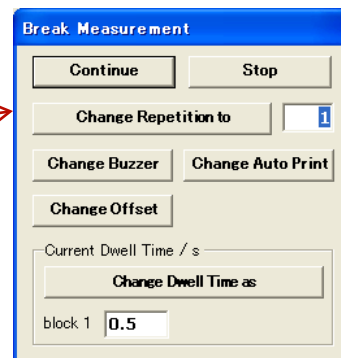 Break Measurement
Continue Stop
Change Repetition to 1
Change Buzzer Change Auto Print
Change Offset
Current Dwell Time / s
Change Dwell Time as
block 1 0.5